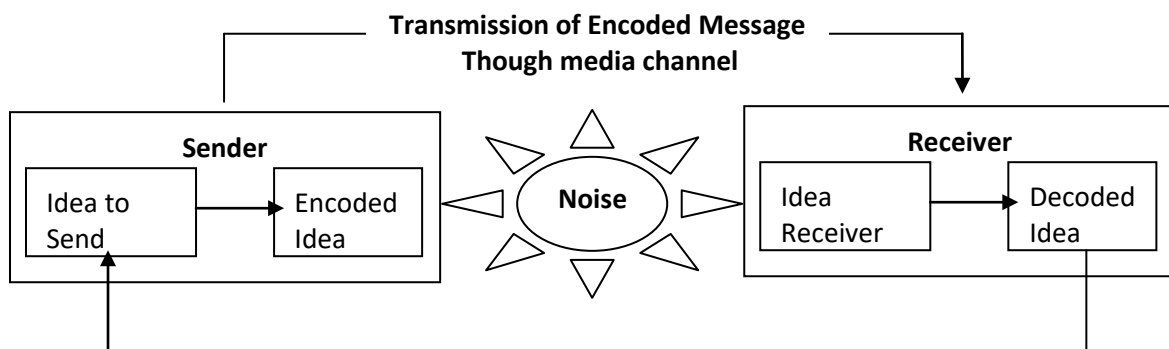 Transmission of Encoded Message
Though media channel
Sender
Idea to
Send
Encoded
Idea
Noise
Receiver
Idea
Receiver
Decoded
Idea